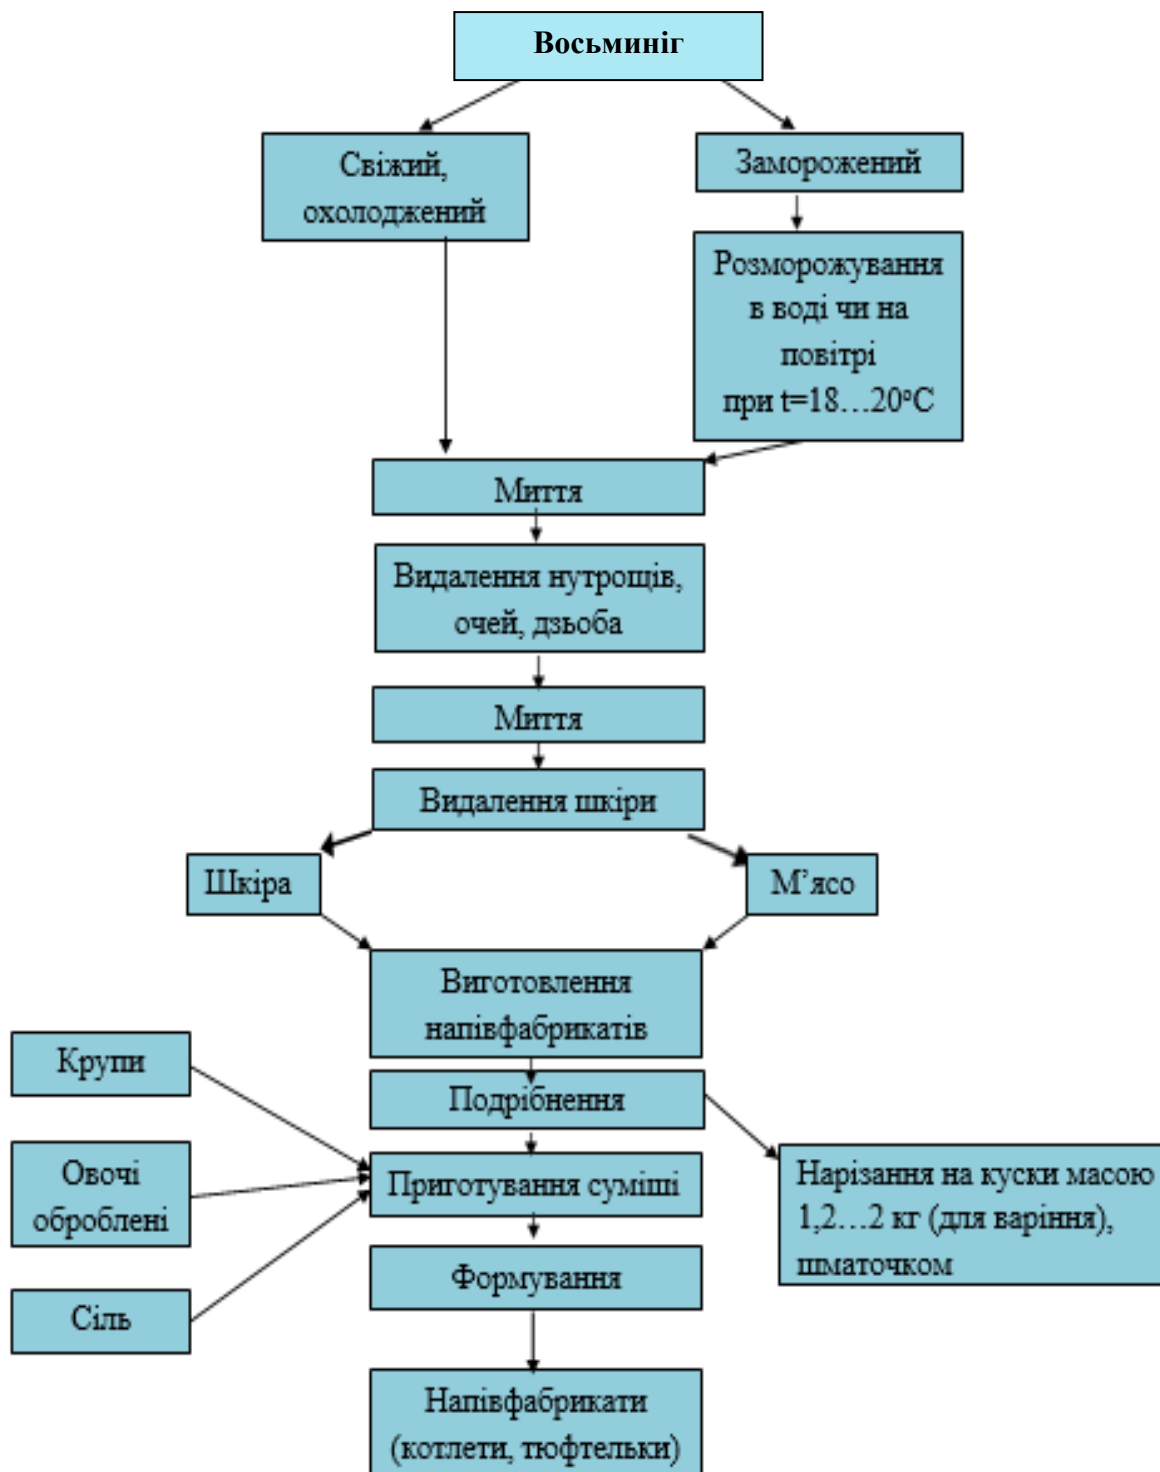 Восьминіг
Свіжий,
охолоджений
Заморожений
Розморожування
в воді чи на
повітрі
при t=18...20°C
Миття
Видалення нутрощів,
очей, дзьоба
Миття
Видалення шкіри
Шкіра
М’ясо
Виготовлення
напівфабрикатів
Крупи
Подрібнення
Овочі
оброблені
Приготування суміші
Нарізання на куски масою
1,2...2 кг (для варіння),
шматочком
Формування
Сіль
Напівфабрикати
(котлети, тюфтельки)